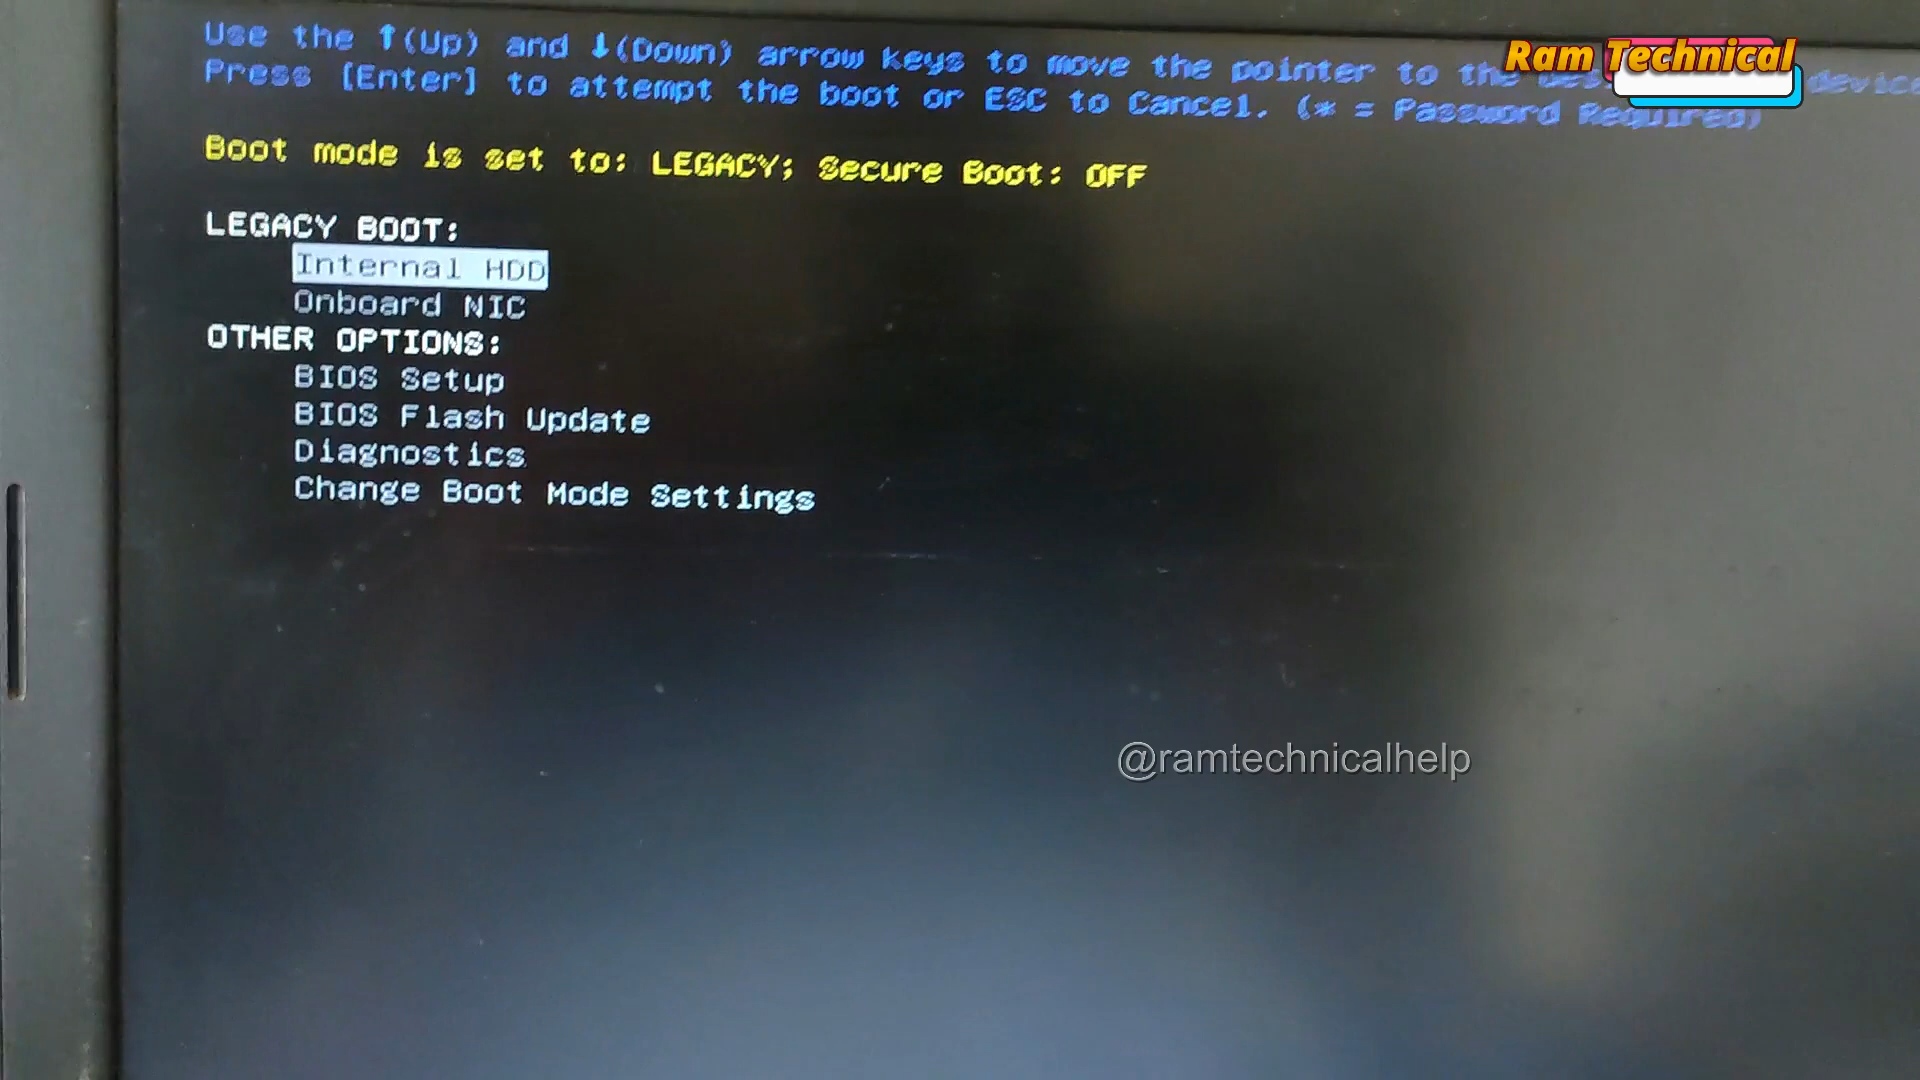 Use the ↑(Up) and ↓(Down) arrow keys to move the pointer to the device
Press [Enter] to attempt the boot or ESC to Cancel. (* = Password Required)
Ram Technical
Boot mode is set to: LEGACY; Secure Boot: OFF
LEGACY BOOT:
Internal HDD
Onboard NIC
OTHER OPTIONS:
BIOS Setup
BIOS Flash Update
Diagnostics
Change Boot Mode Settings
@ramtechnicalhelp